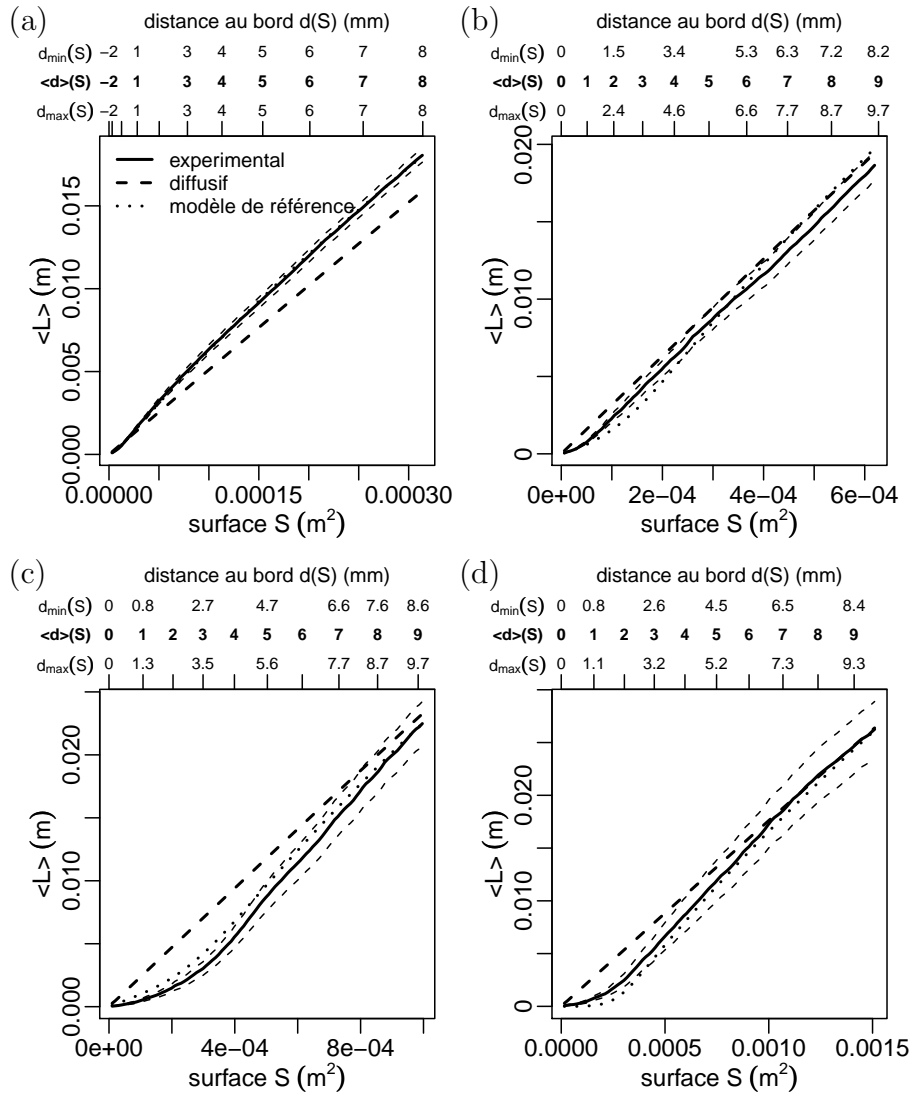 (a)
distance au bord d(S) (mm)
dmin(S) −2 1 3 4 5 6 7 8
<d>(S) −2 1 3 4 5 6 7 8
dmax(S) −2 1 3 4 5 6 7 8
experimental
diffusif
modèle de référence
<L> (m)
0.000 0.005 0.010 0.015
0.00000 0.00015 0.00030
surface S (m²)
(b)
distance au bord d(S) (mm)
dmin(S) 0 1.5 3.4 5.3 6.3 7.2 8.2
<d>(S) 0 1 2 3 4 5 6 7 8 9
dmax(S) 0 2.4 4.6 6.6 7.7 8.7 9.7
<L> (m)
0 0.010 0.020
0e+00 2e−04 4e−04 6e−04
surface S (m²)
(c)
distance au bord d(S) (mm)
dmin(S) 0 0.8 2.7 4.7 6.6 7.6 8.6
<d>(S) 0 1 2 3 4 5 6 7 8 9
dmax(S) 0 1.3 3.5 5.6 7.7 8.7 9.7
<L> (m)
0.000 0.010 0.020
0e+00 4e−04 8e−04
surface S (m²)
(d)
distance au bord d(S) (mm)
dmin(S) 0 0.8 2.6 4.5 6.5 8.4
<d>(S) 0 1 2 3 4 5 6 7 8 9
dmax(S) 0 1.1 3.2 5.2 7.3 9.3
<L> (m)
0 0.010 0.020
0.0000 0.0005 0.0010 0.0015
surface S (m²)